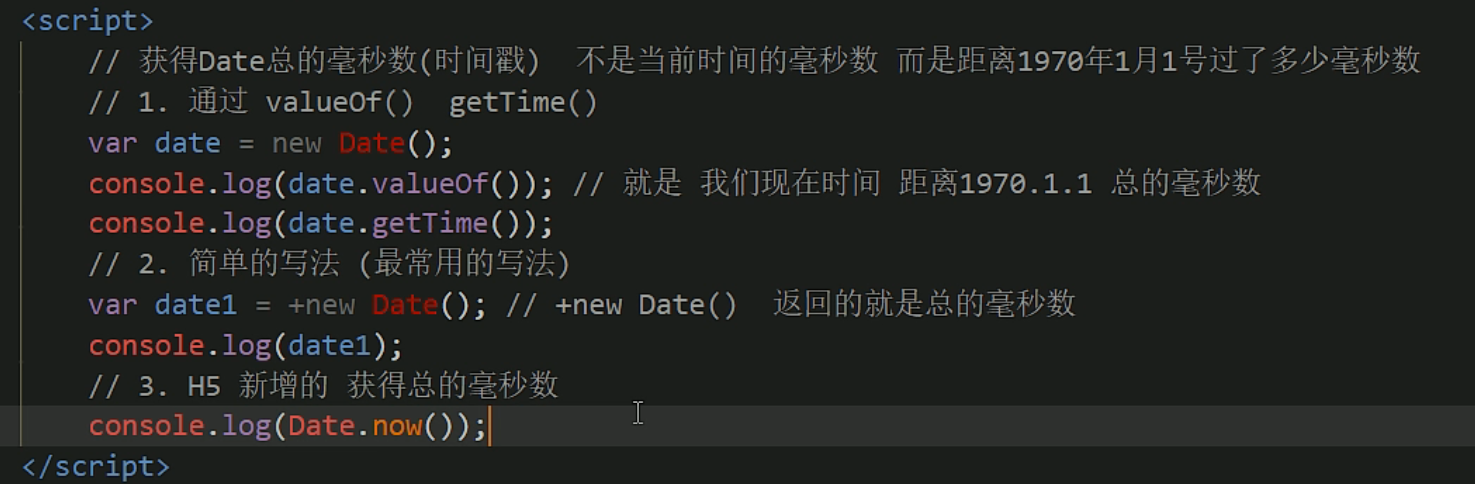 <script>
// 获得Date总的毫秒数(时间戳)  不是当前时间的毫秒数 而是距离1970年1月1号过了多少毫秒数
// 1. 通过 valueOf()  getTime()
var date = new Date();
console.log(date.valueOf()); // 就是 我们现在时间 距离1970.1.1 总的毫秒数
console.log(date.getTime());
// 2. 简单的写法 (最常用的写法)
var date1 = +new Date(); // +new Date()  返回的就是总的毫秒数
console.log(date1);
// 3. H5 新增的 获得总的毫秒数
console.log(Date.now());
</script>